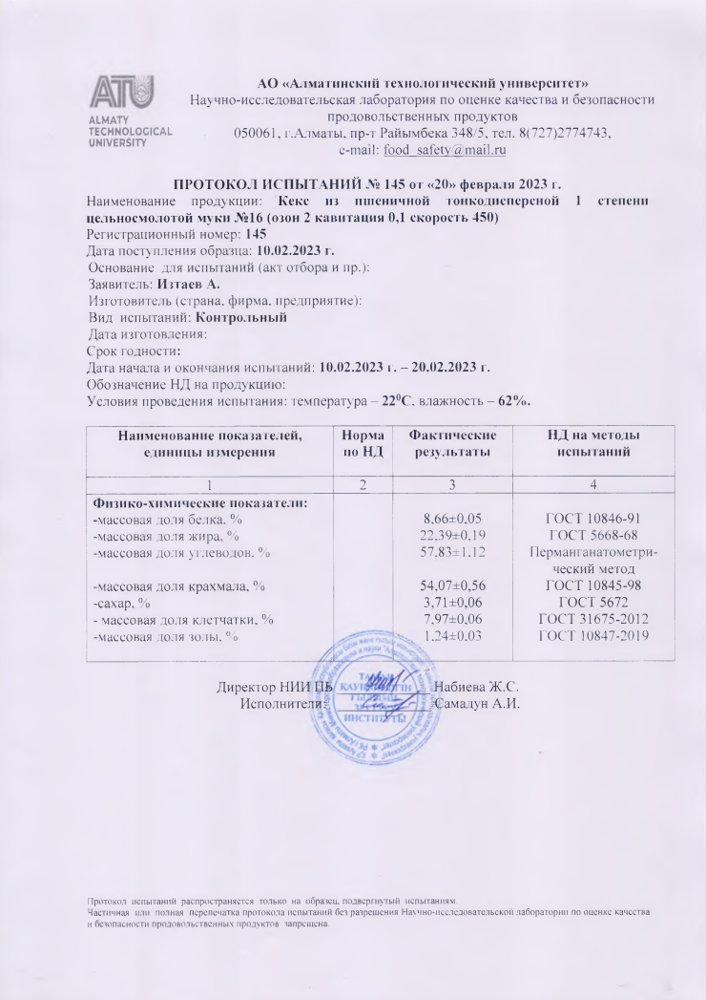 ATU
ALMATY
TECHNOLOGICAL
UNIVERSITY
АО «Алматинский технологический университет»
Научно-исследовательская лаборатория по оценке качества и безопасности
продовольственных продуктов
050061, г.Алматы, пр-т Райымбека 348/5, тел. 8(727)2774743,
e-mail: food_safety@mail.ru
ПРОТОКОЛ ИСПЫТАНИЙ № 145 от «20» февраля 2023 г.
Наименование продукции: Кекс из пшеничной тонкодисперсной 1 степени
цельносмолотой муки №16 (озон 2 кавитация 0,1 скорость 450)
Регистрационный номер: 145
Дата поступления образца: 10.02.2023 г.
Основание для испытаний (акт отбора и пр.):
Заявитель: Изтаев А.
Изготовитель (страна, фирма, предприятие):
Вид испытаний: Контрольный
Дата изготовления:
Срок годности:
Дата начала и окончания испытаний: 10.02.2023 г. – 20.02.2023 г.
Обозначение НД на продукцию:
Условия проведения испытания: температура – 22⁰С, влажность – 62%.
Наименование показателей, Норма Фактические НД на методы
единицы измерения по НД результаты испытаний
1 2 3 4
Физико-химические показатели:
-массовая доля белка, % 8,66±0,05 ГОСТ 10846-91
-массовая доля жира, % 22,39±0,19 ГОСТ 5668-68
-массовая доля углеводов, % 57,83±1,12 Перманганатометри-
ческий метод
-массовая доля крахмала, % 54,07±0,56 ГОСТ 10845-98
-сахар, % 3,71±0,06 ГОСТ 5672
- массовая доля клетчатки, % 7,97±0,06 ГОСТ 31675-2012
-массовая доля золы, % 1,24±0,03 ГОСТ 10847-2019
Директор НИИ ПБ Набиева Ж.С.
Исполнители: Самадун А.И.
ИНСТИТУТЫ
Протокол испытаний распространяется только на образец, подвергнутый испытаниям
Частичная или полная перепечатка протокола испытаний без разрешения Научно-исследовательской лаборатории по оценке качества
и безопасности продовольственных продуктов запрещена.